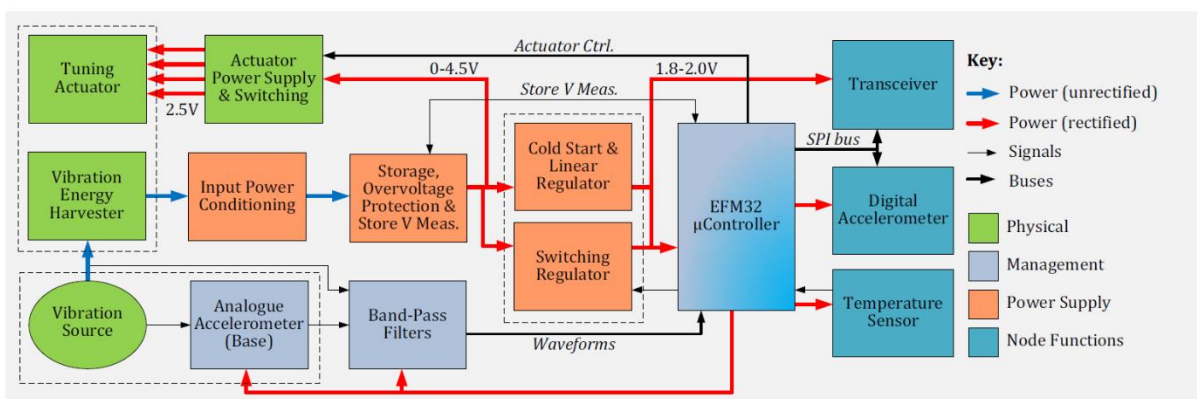 Tuning
Actuator
2.5V
Actuator
Power Supply
& Switching
Actuator Ctrl.
0-4.5V
1.8-2.0V
Store V Meas.
Transceiver
SPI bus
Vibration
Energy
Harvester
Input Power
Conditioning
Storage,
Overvoltage
Protection &
Store V Meas.
Cold Start &
Linear
Regulator
Switching
Regulator
EFM32
μController
Digital
Accelerometer
Vibration
Source
Analogue
Accelerometer
(Base)
Band-Pass
Filters
Waveforms
Temperature
Sensor
Key:
Power (unrectified)
Power (rectified)
Signals
Buses
Physical
Management
Power Supply
Node Functions